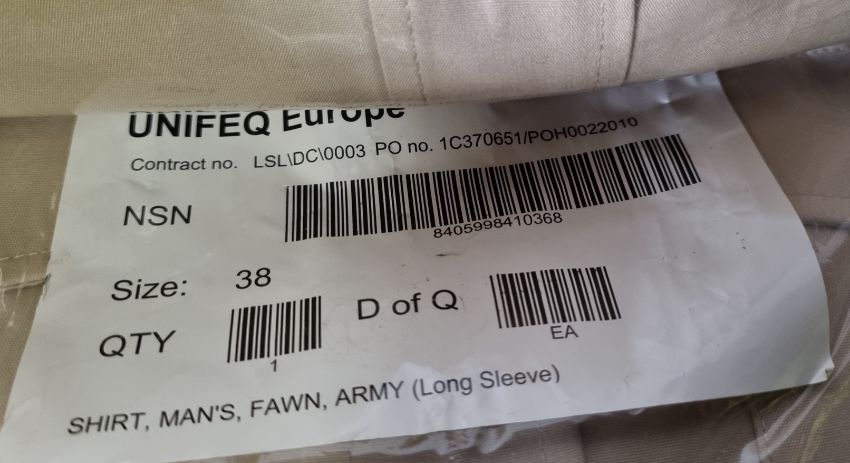 UNIFEQ Europe
Contract no. LSL\DC\0003 PO no. 1C370651/POH0022010
NSN
8405998410368
Size: 38
QTY
1
D of Q
EA
SHIRT, MAN'S, FAWN, ARMY (Long Sleeve)